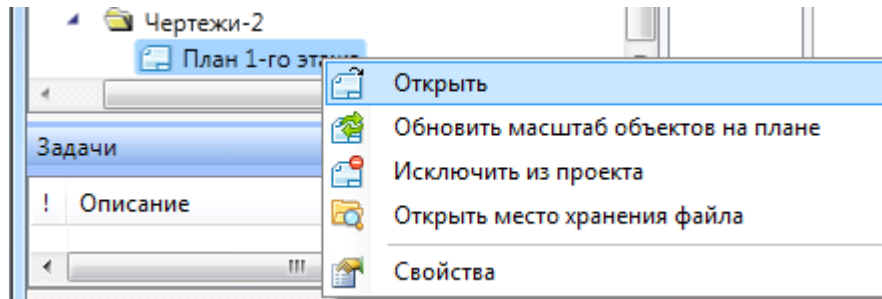 Чертежи-2
План 1-го этажа
Открыть
Обновить масштаб объектов на плане
Задачи
Исключить из проекта
! Описание
Открыть место хранения файла
Свойства